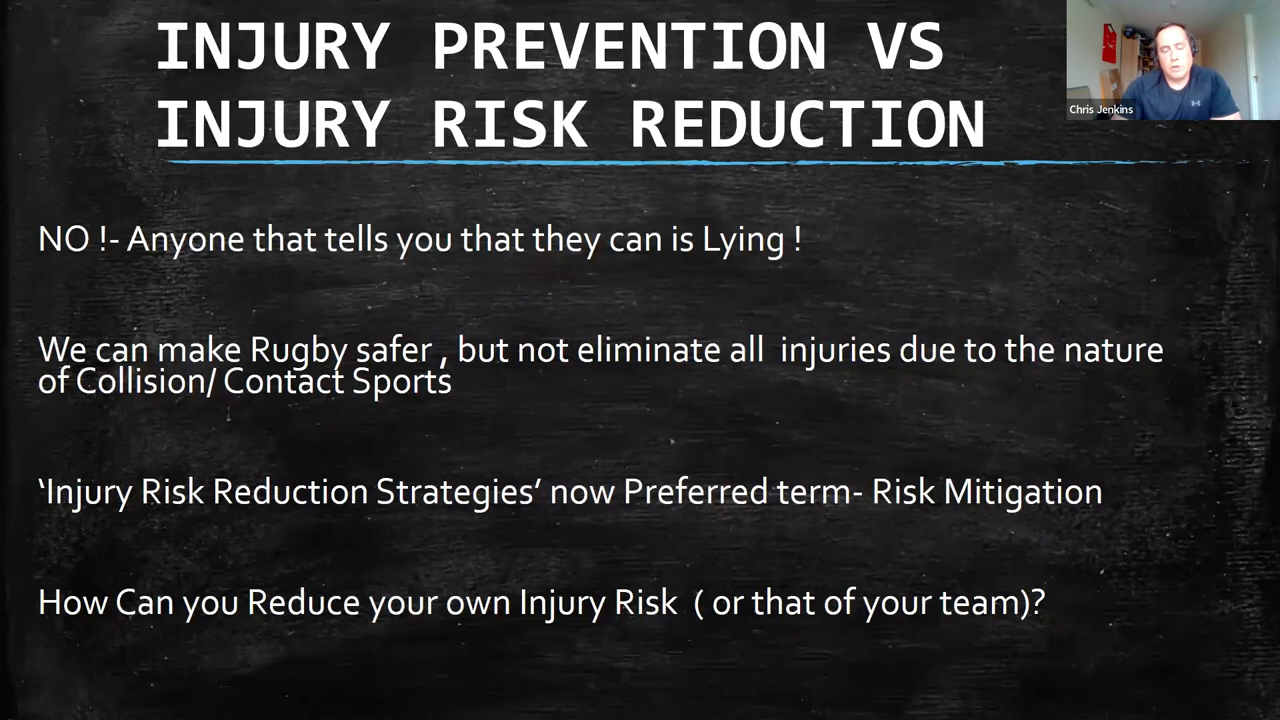 INJURY PREVENTION VS
INJURY RISK REDUCTION
Chris Jenkins
NO !- Anyone that tells you that they can is Lying !
We can make Rugby safer , but not eliminate all  injuries due to the nature
of Collision/ Contact Sports
‘Injury Risk Reduction Strategies’ now Preferred term- Risk Mitigation
How Can you Reduce your own Injury Risk  ( or that of your team)?